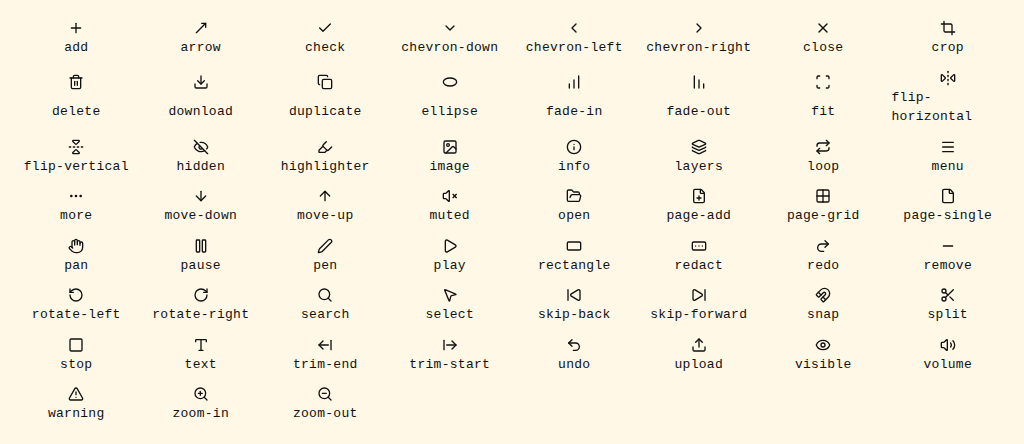 add arrow check chevron-down chevron-left chevron-right close crop
delete download duplicate ellipse fade-in fade-out fit flip-
horizontal
flip-vertical hidden highlighter image info layers loop menu
more move-down move-up muted open page-add page-grid page-single
pan pause pen play rectangle redact redo remove
rotate-left rotate-right search select skip-back skip-forward snap split
stop text trim-end trim-start undo upload visible volume
warning zoom-in zoom-out